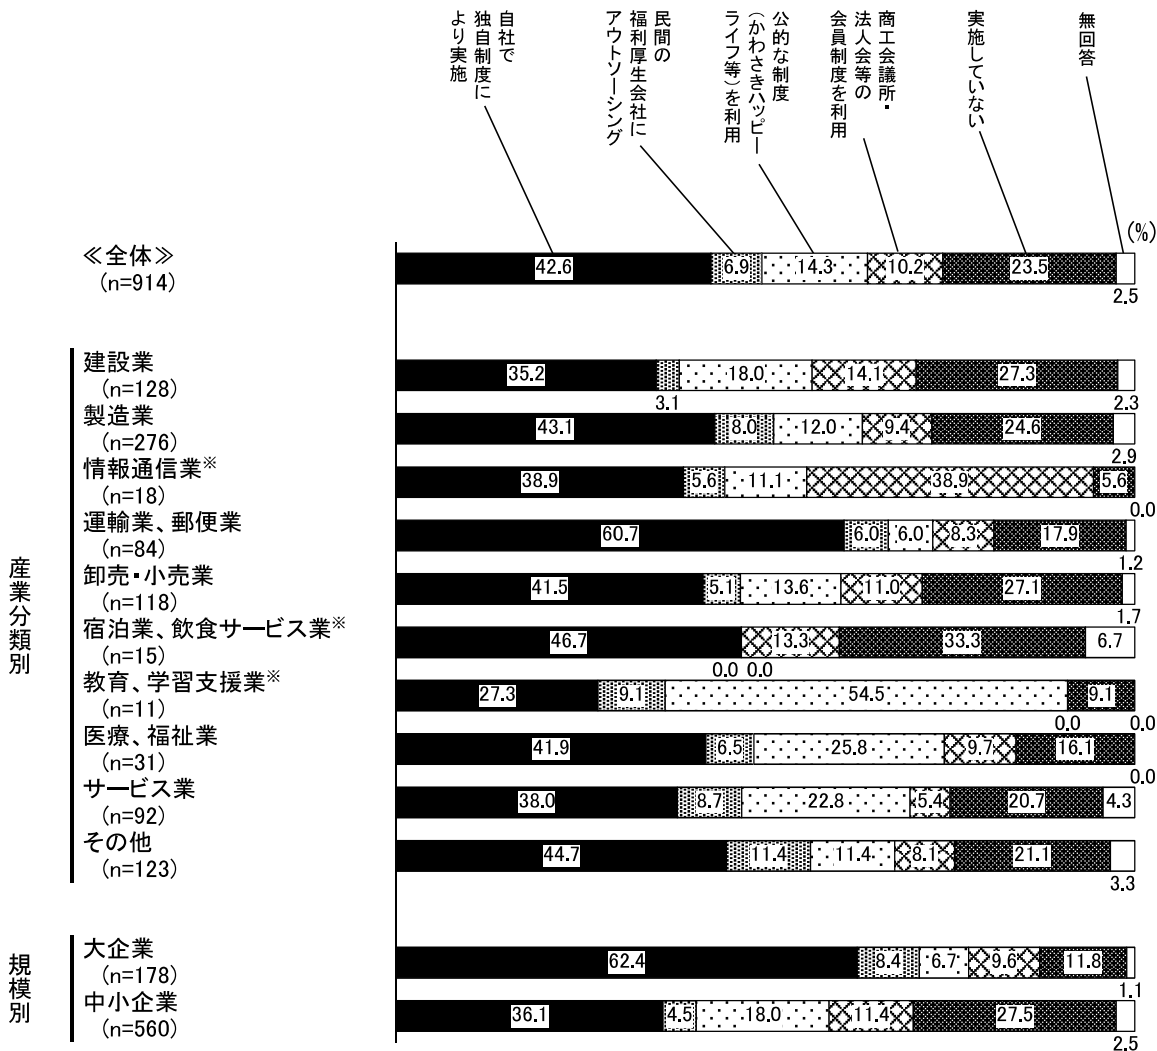 自社で
独自制度に
より実施
民間の
福利厚生会社に
アウトソーシング
公的な制度
(かわさきハッピー
ライフ等)を利用
商工会議所・
法人会等の
会員制度を利用
実施していない
無回答
(%)
≪全体≫
(n=914)
42.6 6.9 14.3 10.2 23.5
2.5
産業分類別
建設業
(n=128)
35.2 18.0 14.1 27.3
3.1 2.3
製造業
(n=276)
43.1 8.0 12.0 9.4 24.6
2.9
情報通信業※
(n=18)
38.9 5.6 11.1 38.9 5.6
0.0
運輸業、郵便業
(n=84)
60.7 6.0 6.0 8.3 17.9
1.2
卸売・小売業
(n=118)
41.5 5.1 13.6 11.0 27.1
1.7
宿泊業、飲食サービス業※
(n=15)
46.7 13.3 33.3 6.7
0.0 0.0
教育、学習支援業※
(n=11)
27.3 9.1 54.5 9.1
0.0 0.0
医療、福祉業
(n=31)
41.9 6.5 25.8 9.7 16.1
0.0
サービス業
(n=92)
38.0 8.7 22.8 5.4 20.7 4.3
その他
(n=123)
44.7 11.4 11.4 8.1 21.1
3.3
規模別
大企業
(n=178)
62.4 8.4 6.7 9.6 11.8
1.1
中小企業
(n=560)
36.1 4.5 18.0 11.4 27.5
2.5